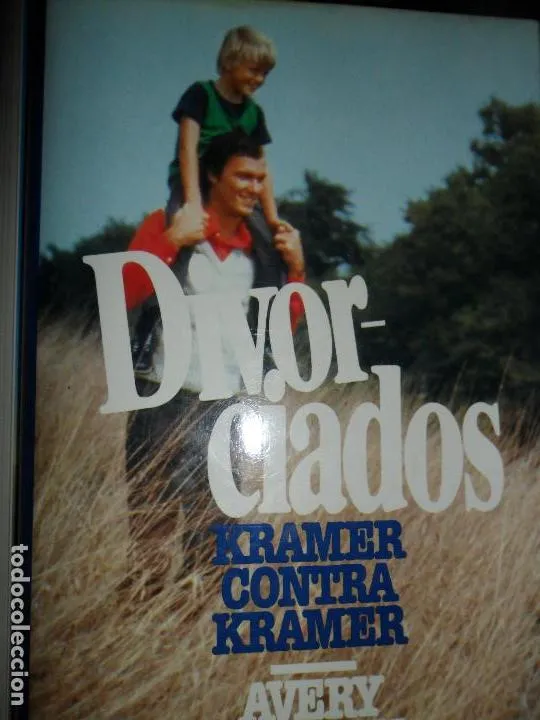 Divor-
ciados
KRAMER
CONTRA
KRAMER
AVERY
todocoleccion